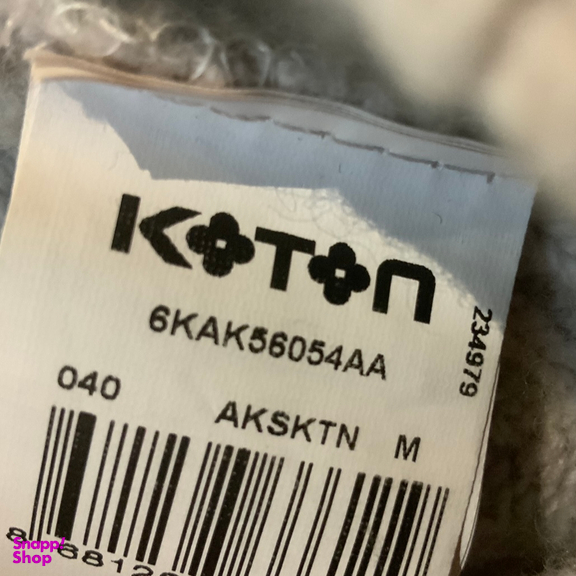 KOTON
6KAK56054AA
234979
040
AKSKTN M
Snapp!
Shop